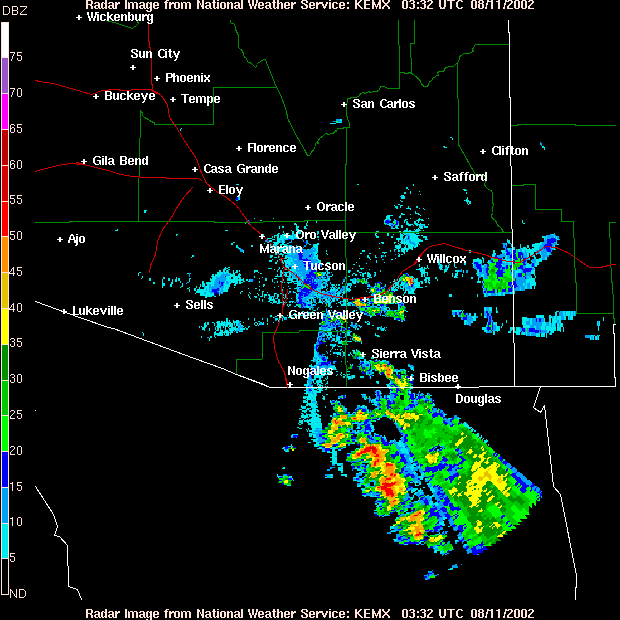 Radar Image from National Weather Service: KEMX 03:32 UTC 08/11/2002
DBZ
Wickenburg
Sun City
75
Phoenix
70
Buckeye
Tempe
San Carlos
65
Florence
Clifton
60
Gila Bend
Casa Grande
Safford
Eloy
55
Oracle
50
Ajo
Oro Valley
Marana
Willcox
45
Tucson
Benson
40
Lukeville
Sells
Green Valley
35
Sierra Vista
30
Nogales
Bisbee
Douglas
25
20
15
10
5
ND
Radar Image from National Weather Service: KEMX 03:32 UTC 08/11/2002